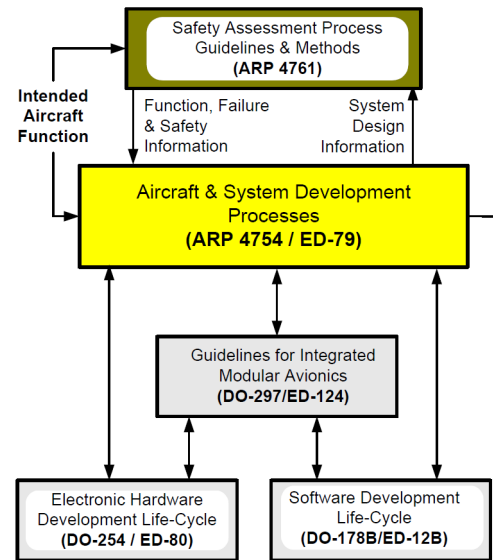 Safety Assessment Process
Guidelines & Methods
(ARP 4761)
Intended
Aircraft
Function
Function, Failure
& Safety
Information
System
Design
Information
Aircraft & System Development
Processes
(ARP 4754 / ED-79)
Guidelines for Integrated
Modular Avionics
(DO-297/ED-124)
Electronic Hardware
Development Life-Cycle
(DO-254 / ED-80)
Software Development
Life-Cycle
(DO-178B/ED-12B)